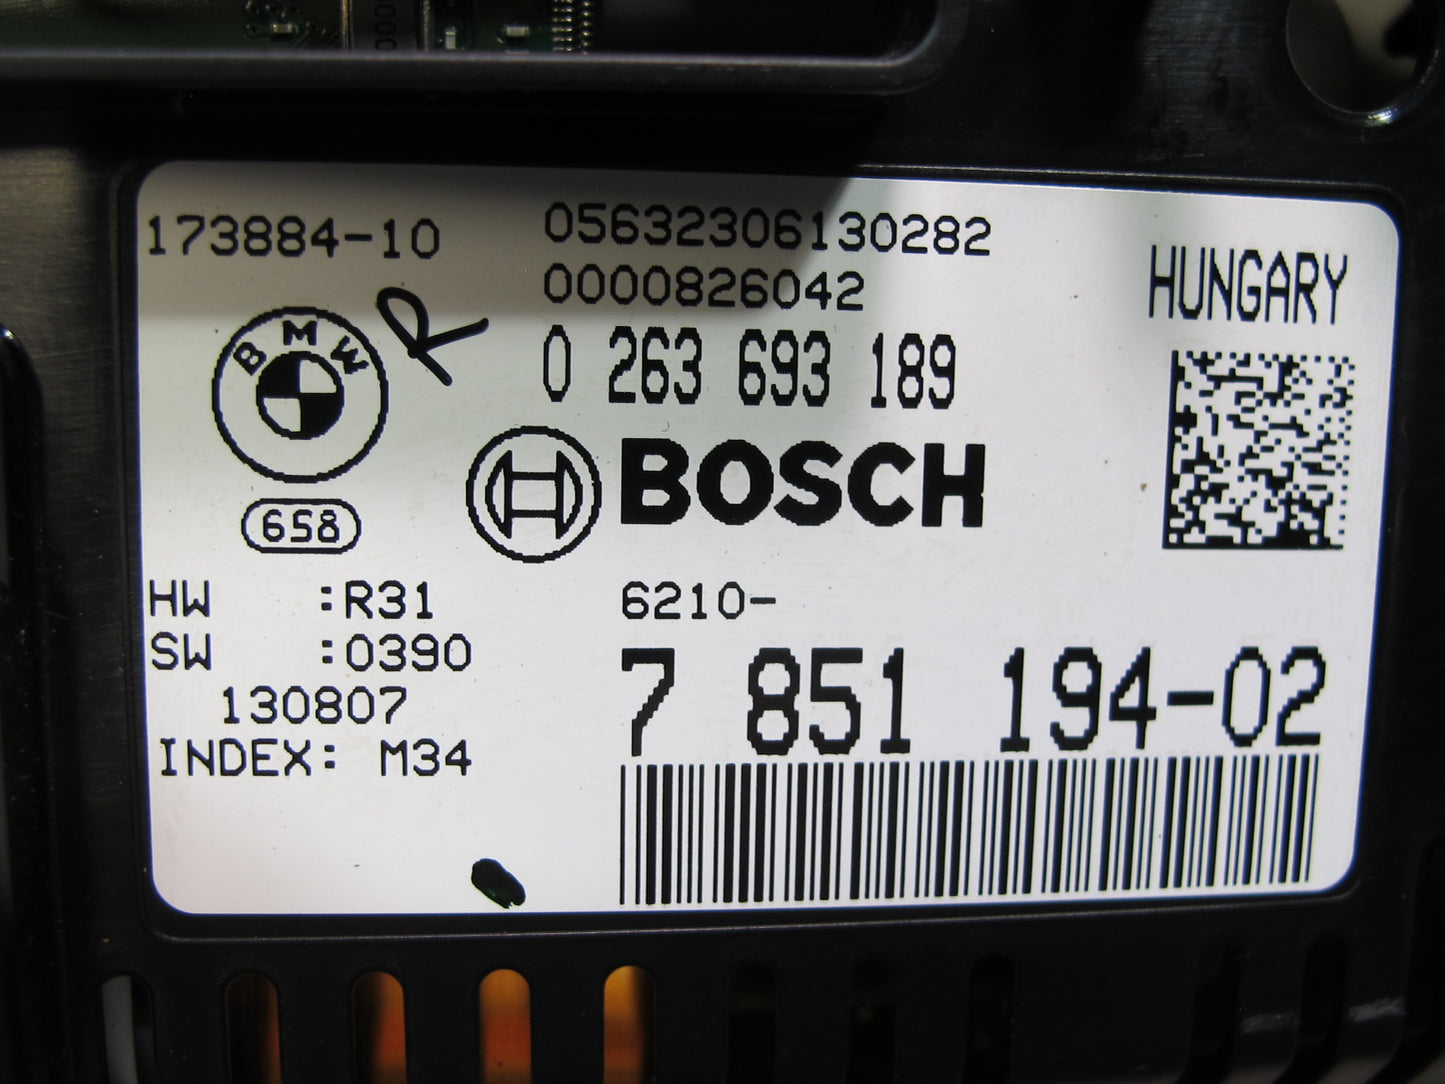 000
173884-10
05632306130282
0000826042
HUNGARY
BMW
R
0 263 693 189
BOSCH
658
HW :R31
SW :0390
130807
INDEX: M34
6210-
7 851 194-02